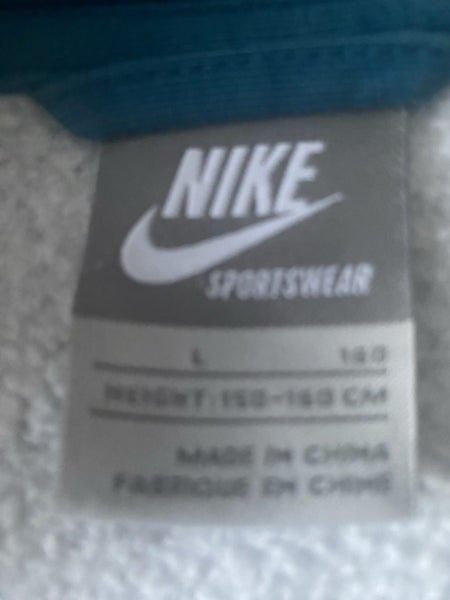 NIKE
SPORTSWEAR
L 160
HEIGHT: 150-160 CM
MADE IN CHINA
FABRIQUE EN CHINE